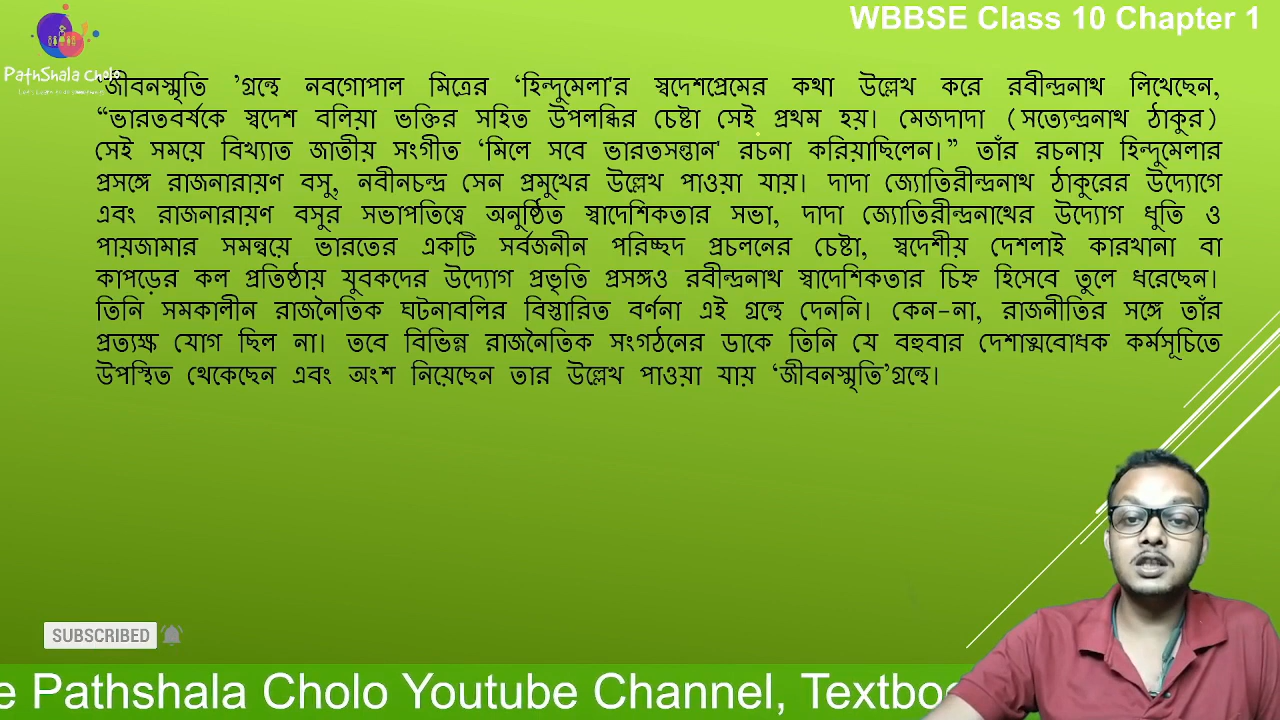 WBBSE Class 10 Chapter 1
PathShala Cholo
‘জীবনস্মৃতি ’গ্রন্থে নবগোপাল মিত্রের ‘হিন্দুমেলা'র স্বদেশপ্রেমের কথা উল্লেখ করে রবীন্দ্রনাথ লিখেছেন,
“ভারতবর্ষকে স্বদেশ বলিয়া ভক্তির সহিত উপলব্ধির চেষ্টা সেই প্রথম হয়। মেজদাদা (সত্যেন্দ্রনাথ ঠাকুর)
সেই সময়ে বিখ্যাত জাতীয় সংগীত ‘মিলে সবে ভারতসন্তান' রচনা করিয়াছিলেন।” তাঁর রচনায় হিন্দুমেলার
প্রসঙ্গে রাজনারায়ণ বসু, নবীনচন্দ্র সেন প্রমুখের উল্লেখ পাওয়া যায়। দাদা জ্যোতিরীন্দ্রনাথ ঠাকুরের উদ্যোগে
এবং রাজনারায়ণ বসুর সভাপতিত্বে অনুষ্ঠিত স্বাদেশিকতার সভা, দাদা জ্যোতিরীন্দ্রনাথের উদ্যোগ ধুতি ও
পায়জামার সমন্বয়ে ভারতের একটি সর্বজনীন পরিচ্ছদ প্রচলনের চেষ্টা, স্বদেশীয় দেশলাই কারখানা বা
কাপড়ের কল প্রতিষ্ঠায় যুবকদের উদ্যোগ প্রভৃতি প্রসঙ্গও রবীন্দ্রনাথ স্বাদেশিকতার চিহ্ন হিসেবে তুলে ধরেছেন।
তিনি সমকালীন রাজনৈতিক ঘটনাবলির বিস্তারিত বর্ণনা এই গ্রন্থে দেননি। কেন-না, রাজনীতির সঙ্গে তাঁর
প্রত্যক্ষ যোগ ছিল না। তবে বিভিন্ন রাজনৈতিক সংগঠনের ডাকে তিনি যে বহুবার দেশাত্মবোধক কর্মসূচিতে
উপস্থিত থেকেছেন এবং অংশ নিয়েছেন তার উল্লেখ পাওয়া যায় ‘জীবনস্মৃতি’গ্রন্থে।
SUBSCRIBED
e Pathshala Cholo Youtube Channel, Textboo